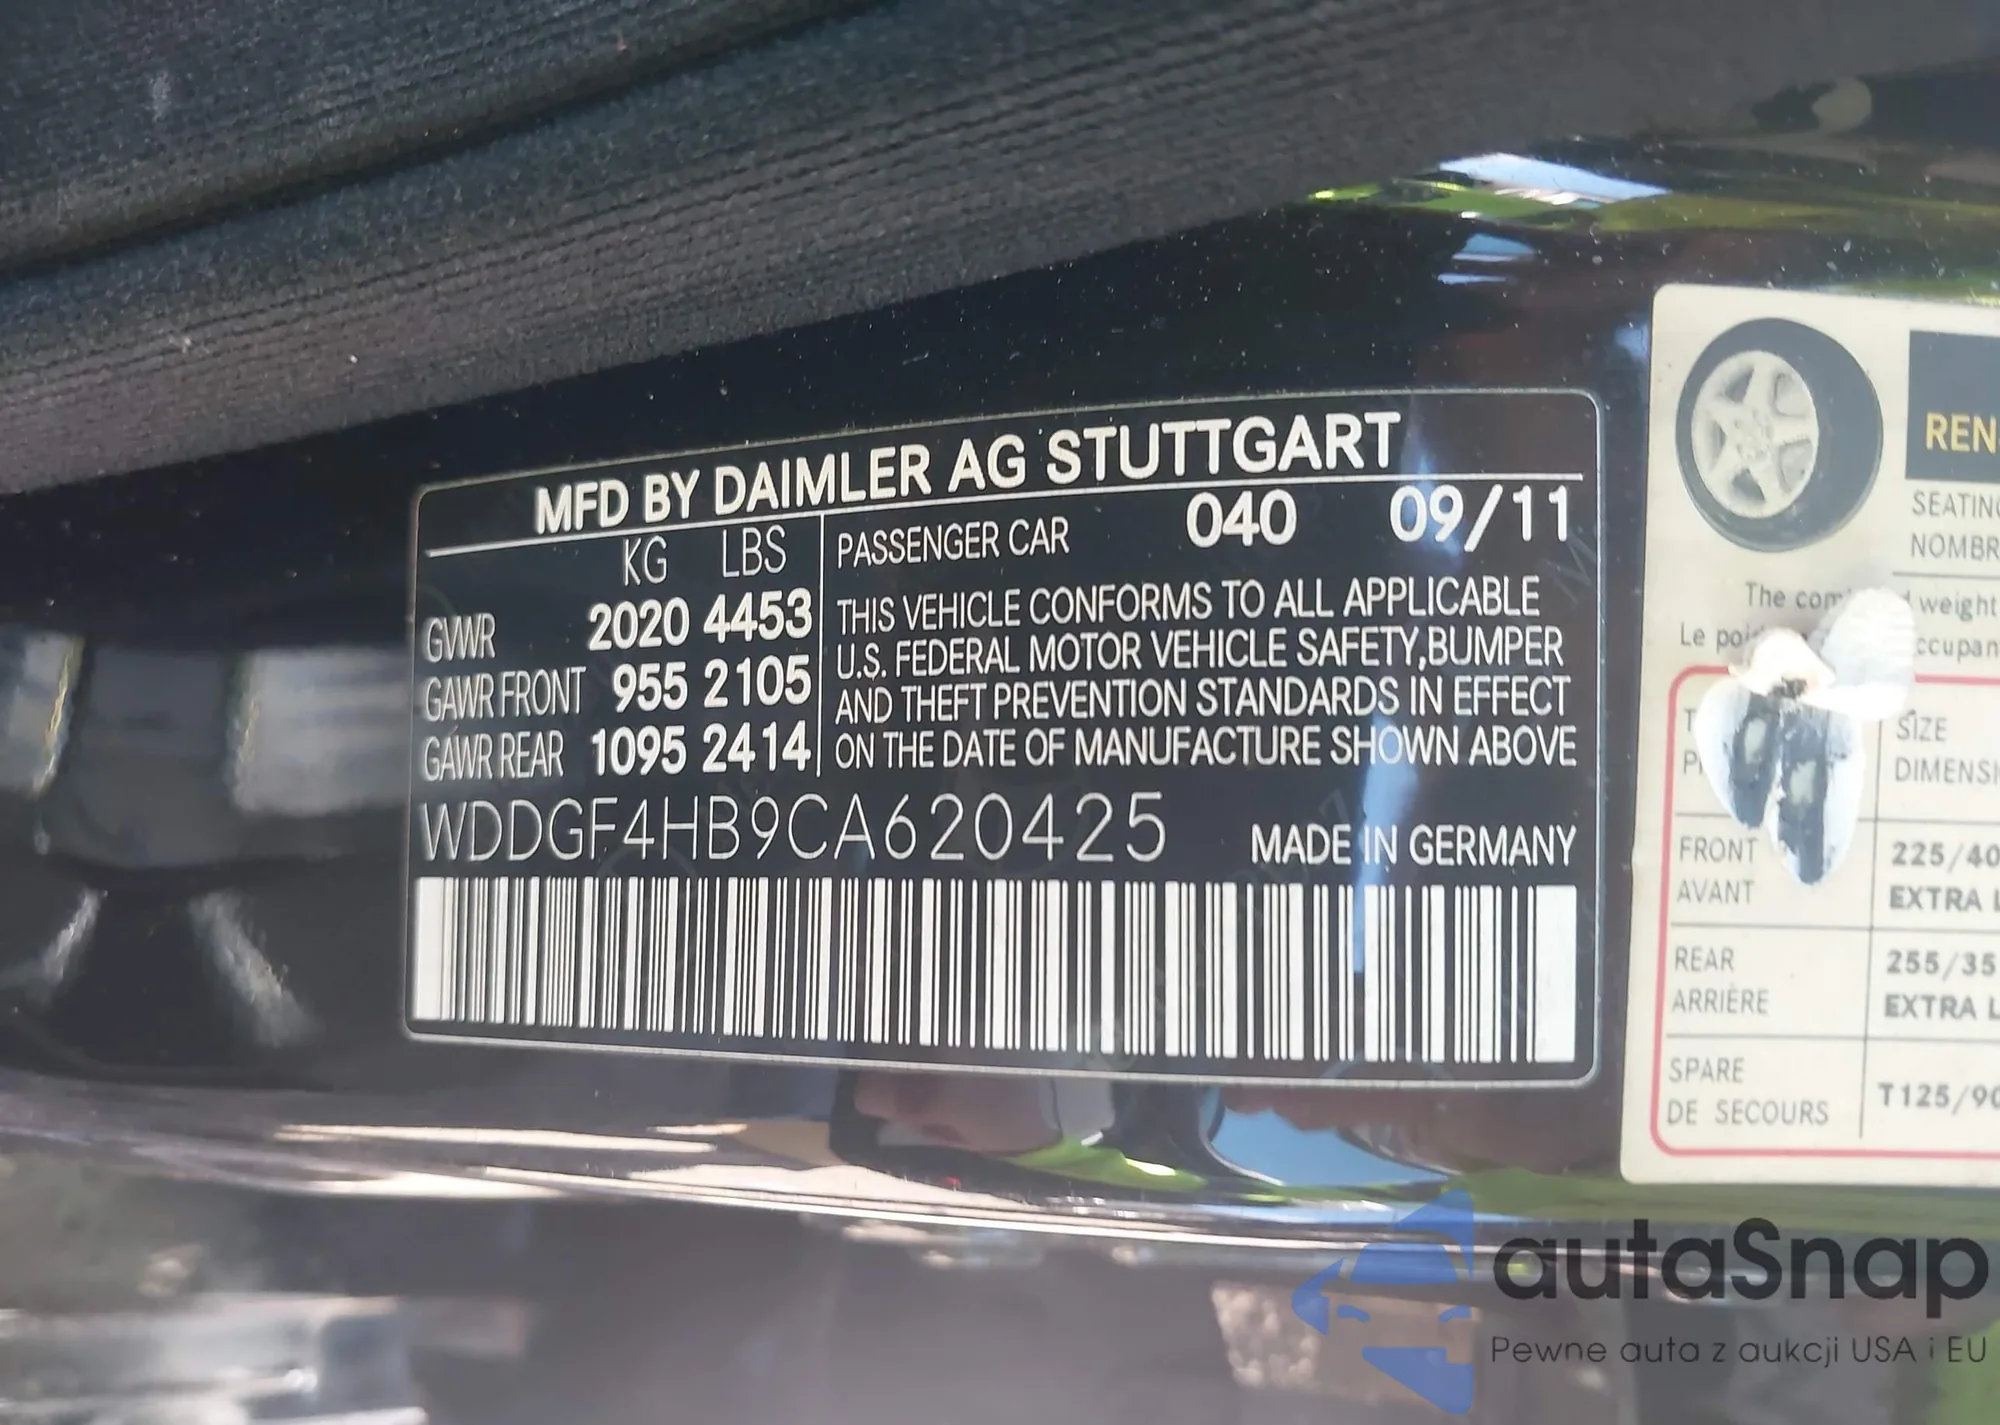 MFD BY DAIMLER AG STUTTGART
KG LBS
GVWR 2020 4453
GAWR FRONT 955 2105
GAWR REAR 1095 2414
PASSENGER CAR 040 09/11
THIS VEHICLE CONFORMS TO ALL APPLICABLE
U.S. FEDERAL MOTOR VEHICLE SAFETY,BUMPER
AND THEFT PREVENTION STANDARDS IN EFFECT
ON THE DATE OF MANUFACTURE SHOWN ABOVE
WDDGF4HB9CA620425 MADE IN GERMANY
REN
SEATING
NOMBR
The weight
Le
SIZE
DIMENSI
FRONT 225/40
AVANT EXTRA L
REAR 255/35
ARRIÈRE EXTRA L
SPARE T125/90
DE SECOURS
autaSnap
Pewne auta z aukcji USA i EU